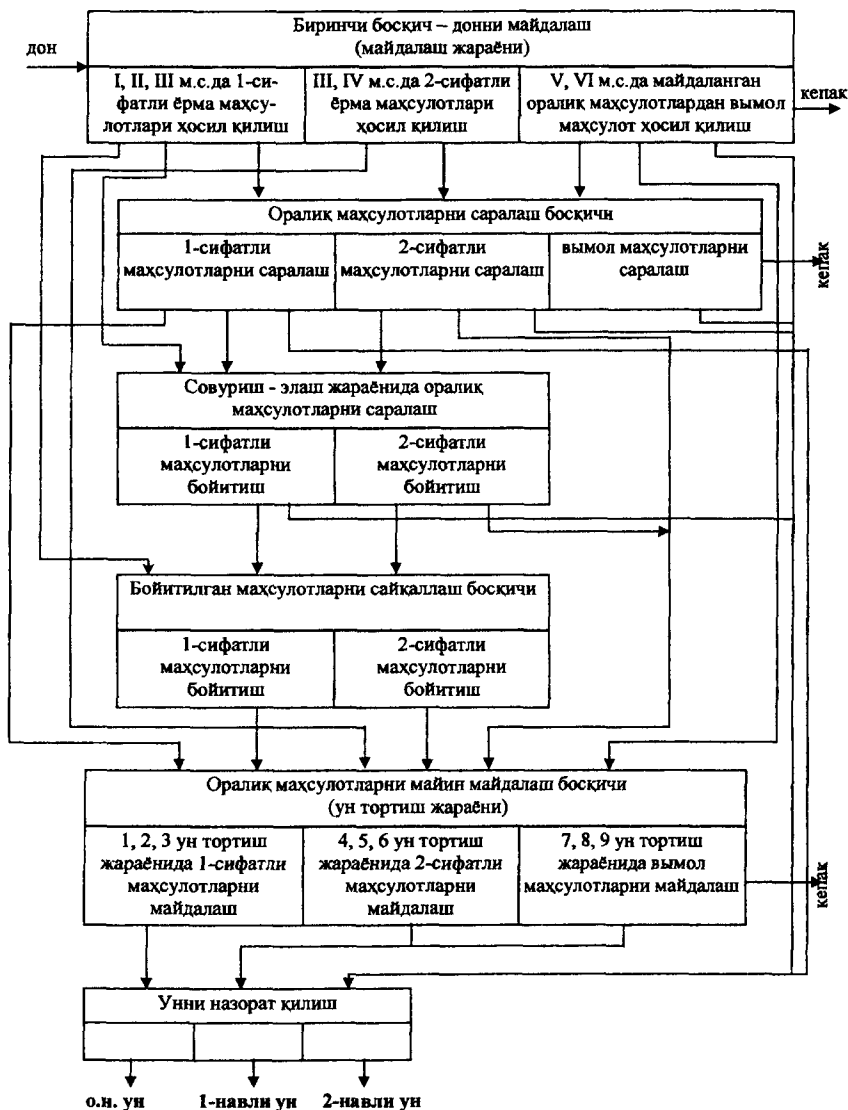 Биринчи босқич – донни майдалаш
(майдалаш жараёни)
дон
I, II, III м.с.да 1-си-
фатли ёрма маҳсу-
лотлари ҳосил қилиш
III, IV м.с.да 2-сифатли
ёрма маҳсулотлари
ҳосил қилиш
V, VI м.с.да майдаланган
оралиқ маҳсулотлардан вымол
маҳсулот ҳосил қилиш
кепак
Оралиқ маҳсулотларни саралаш босқичи
1-сифатли
маҳсулотларни саралаш
2-сифатли
маҳсулотларни саралаш
вымол маҳсулотларни
саралаш
кепак
Совуриш - элаш жараёнида оралиқ
маҳсулотларни саралаш
1-сифатли
маҳсулотларни
бойитиш
2-сифатли
маҳсулотларни
бойитиш
Бойитилган маҳсулотларни сайқаллаш босқичи
1-сифатли
маҳсулотларни
бойитиш
2-сифатли
маҳсулотларни
бойитиш
Оралиқ маҳсулотларни майин майдалаш босқичи
(ун тортиш жараёни)
1, 2, 3 ун тортиш
жараёнида 1-сифатли
маҳсулотларни
майдалаш
4, 5, 6 ун тортиш
жараёнида 2-сифатли
маҳсулотларни
майдалаш
7, 8, 9 ун тортиш
жараёнида вымол
маҳсулотларни майдалаш
кепак
Унни назорат қилиш
о.н. ун
1-навли ун
2-навли ун